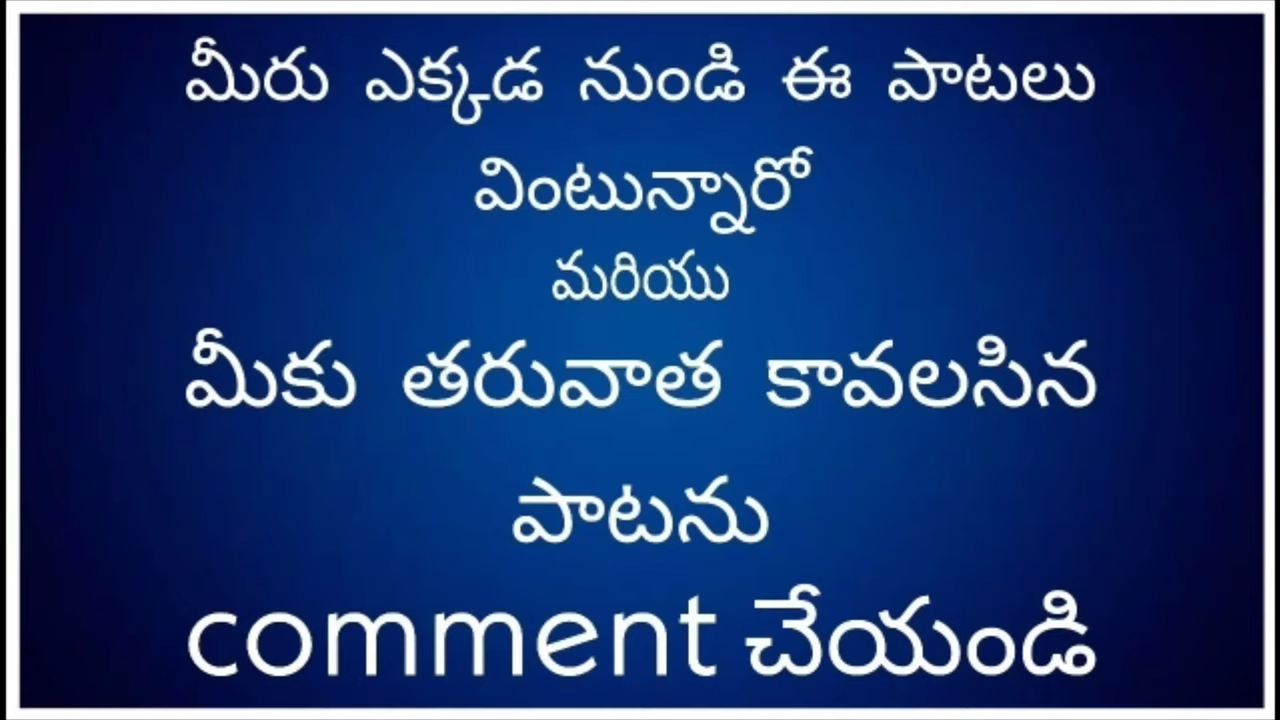 మీరు ఎక్కడ నుండి ఈ పాటలు
వింటున్నారో
మరియు
మీకు తరువాత కావలసిన
పాటను
comment చేయండి